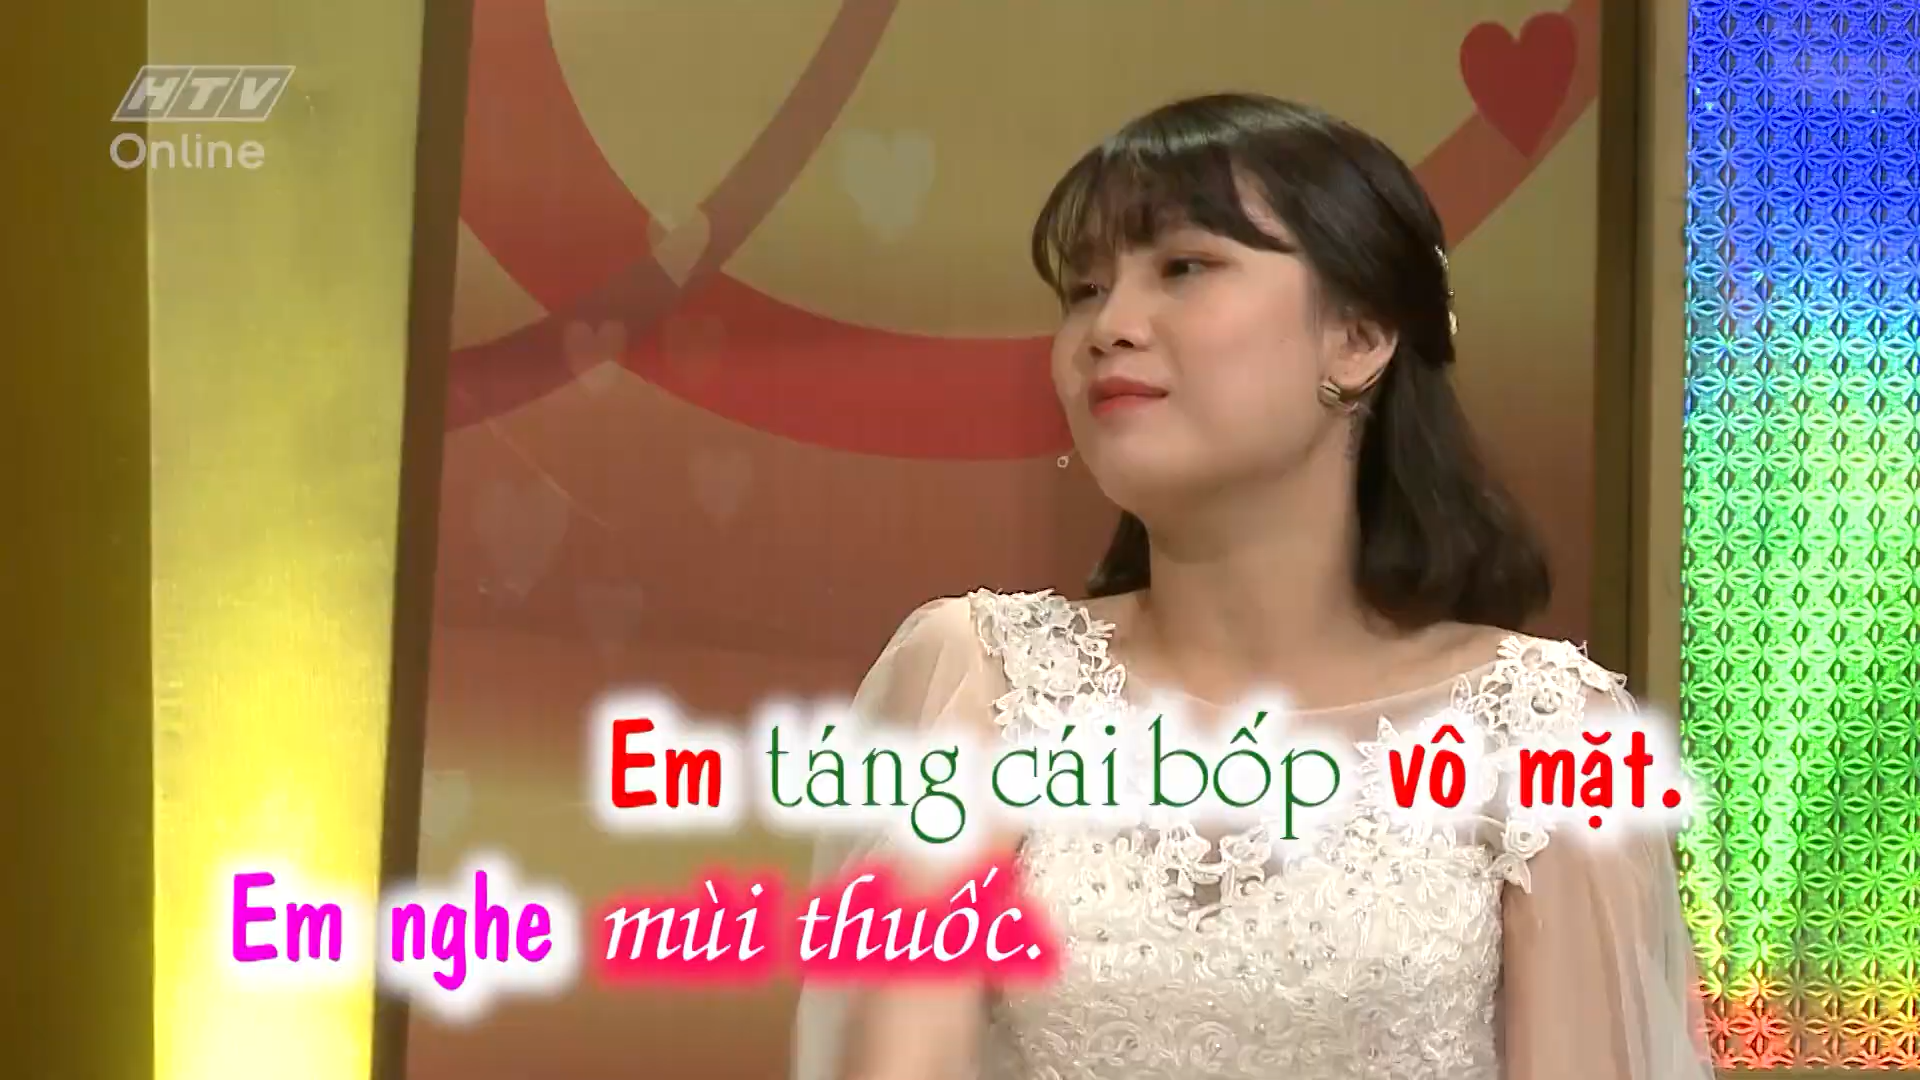 HTV
Online
Em táng cái bốp vô mặt.
Em nghe mùi thuốc.